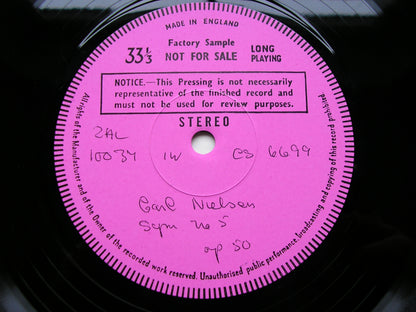 MADE IN ENGLAND
Factory Sample
33⅓ NOT FOR SALE LONG PLAYING
NOTICE.—This Pressing is not necessarily
representative of the finished record and
must not be used for review purposes.
STEREO
ZAL
10037 1W CS 6699
Carl Nielsen
Sym no 5
op 50
All rights of the Manufacturer and of the Owner of the recorded work reserved. Unauthorised public performance, broadcasting and copying of this record prohibited.